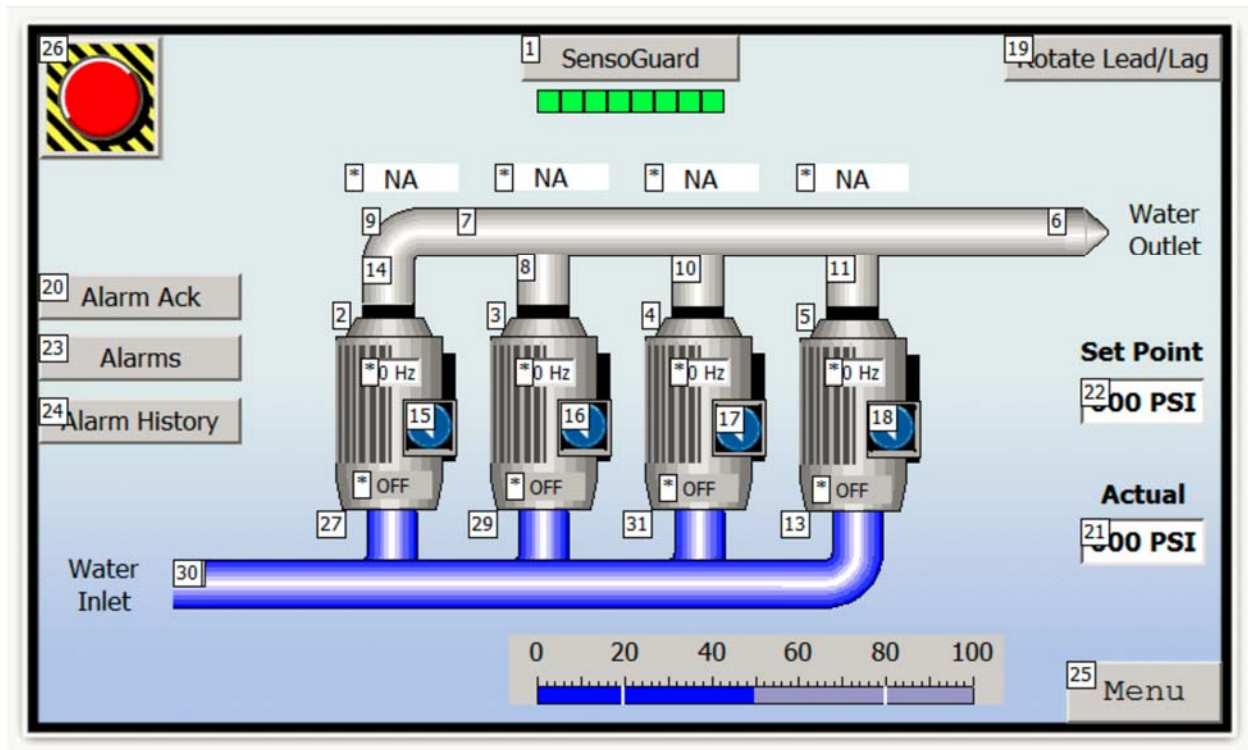 26
1 SensoGuard
19 Rotate Lead/Lag
* NA * NA * NA * NA
9 7 6 Water
Outlet
14 8 10 11
20 Alarm Ack
2 3 4 5
23 Alarms
Set Point
* 0 Hz * 0 Hz * 0 Hz * 0 Hz
22 000 PSI
24 Alarm History
15 16 17 18
* OFF * OFF * OFF * OFF
Actual
27 29 31 13
21 000 PSI
Water
Inlet
30
0 20 40 60 80 100
25 Menu